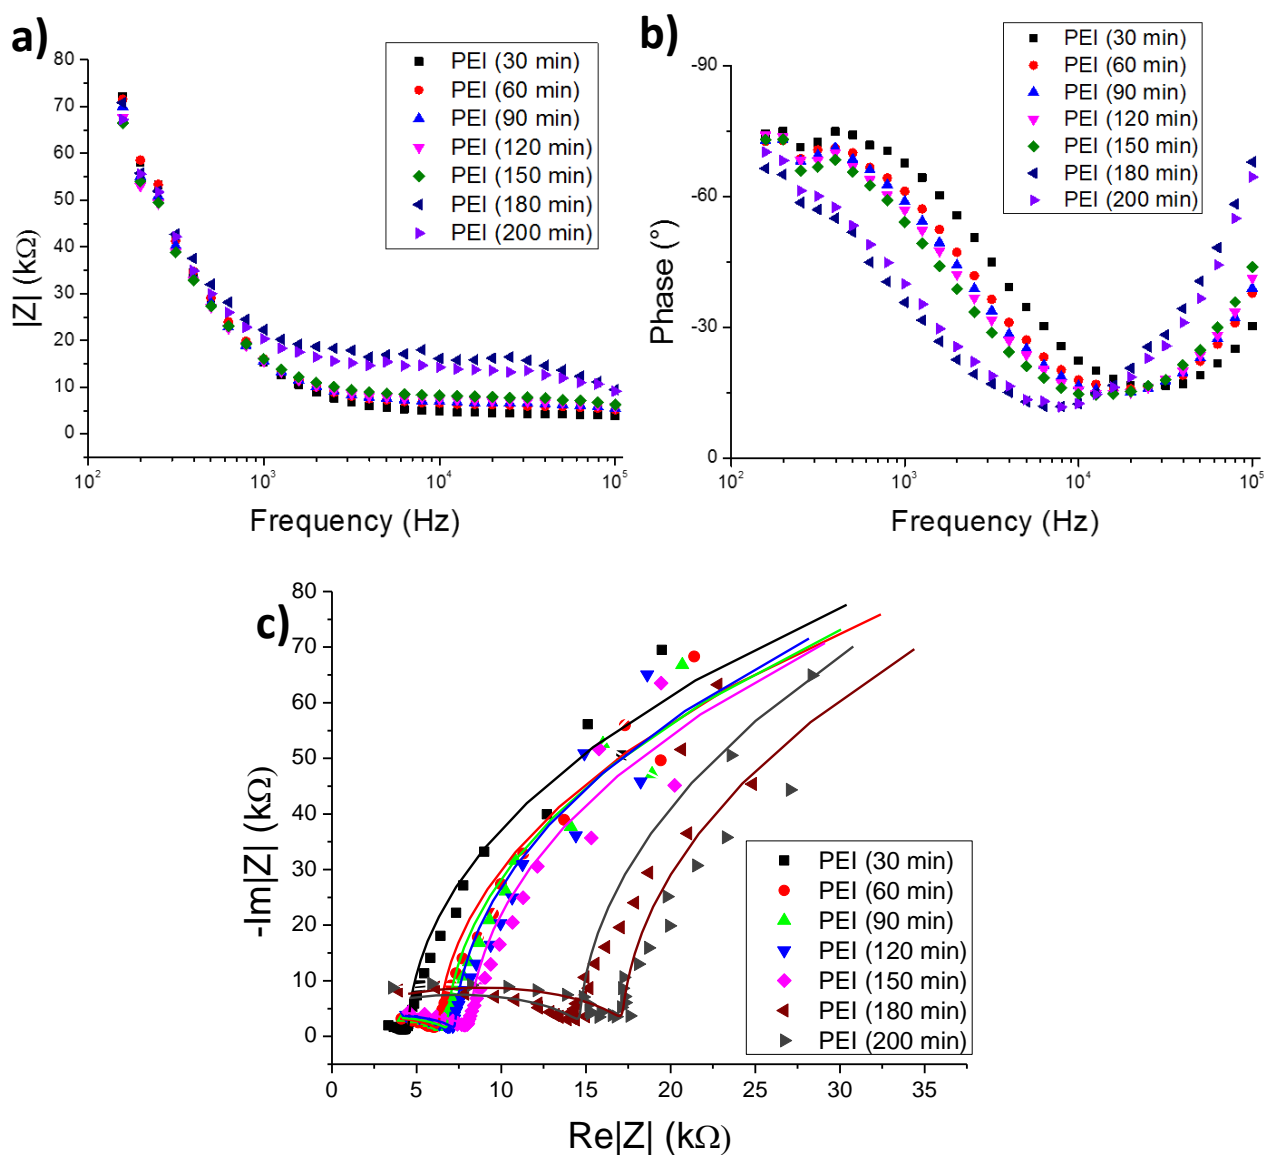 a)
80
70
60
50
40
30
20
10
0
|Z| (kΩ)
PEI (30 min)
PEI (60 min)
PEI (90 min)
PEI (120 min)
PEI (150 min)
PEI (180 min)
PEI (200 min)
10² 10³ 10⁴ 10⁵
Frequency (Hz)
b)
-90
-60
-30
0
Phase (°)
PEI (30 min)
PEI (60 min)
PEI (90 min)
PEI (120 min)
PEI (150 min)
PEI (180 min)
PEI (200 min)
10² 10³ 10⁴ 10⁵
Frequency (Hz)
c)
80
70
60
50
40
30
20
10
0
-Im|Z| (kΩ)
PEI (30 min)
PEI (60 min)
PEI (90 min)
PEI (120 min)
PEI (150 min)
PEI (180 min)
PEI (200 min)
0 5 10 15 20 25 30 35
Re|Z| (kΩ)